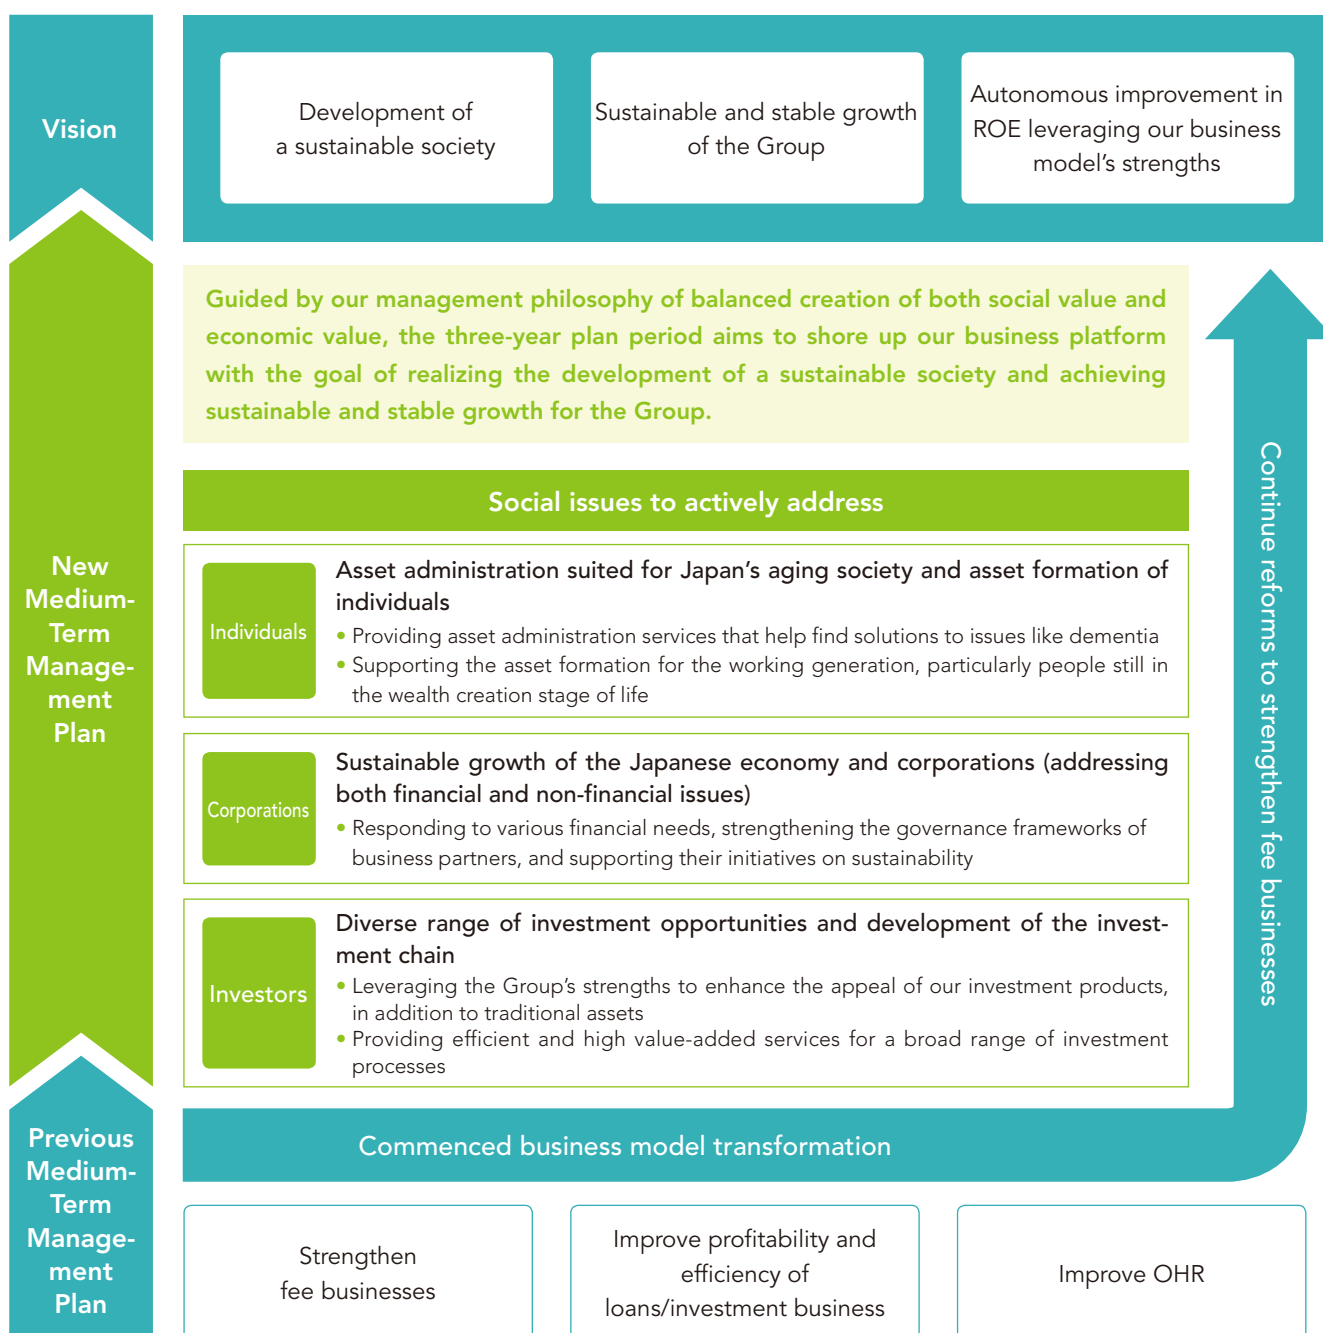 Vision
Development of
a sustainable society
Sustainable and stable growth
of the Group
Autonomous improvement in
ROE leveraging our business
model's strengths
Guided by our management philosophy of balanced creation of both social value and
economic value, the three-year plan period aims to shore up our business platform
with the goal of realizing the development of a sustainable society and achieving
sustainable and stable growth for the Group.
New
Medium-
Term
Manage-
ment
Plan
Social issues to actively address
Individuals
Asset administration suited for Japan's aging society and asset formation of
individuals
• Providing asset administration services that help find solutions to issues like dementia
• Supporting the asset formation for the working generation, particularly people still in
the wealth creation stage of life
Corporations
Sustainable growth of the Japanese economy and corporations (addressing
both financial and non-financial issues)
• Responding to various financial needs, strengthening the governance frameworks of
business partners, and supporting their initiatives on sustainability
Investors
Diverse range of investment opportunities and development of the invest-
ment chain
• Leveraging the Group's strengths to enhance the appeal of our investment products,
in addition to traditional assets
• Providing efficient and high value-added services for a broad range of investment
processes
Continue reforms to strengthen fee businesses
Previous
Medium-
Term
Manage-
ment
Plan
Commenced business model transformation
Strengthen
fee businesses
Improve profitability and
efficiency of
loans/investment business
Improve OHR